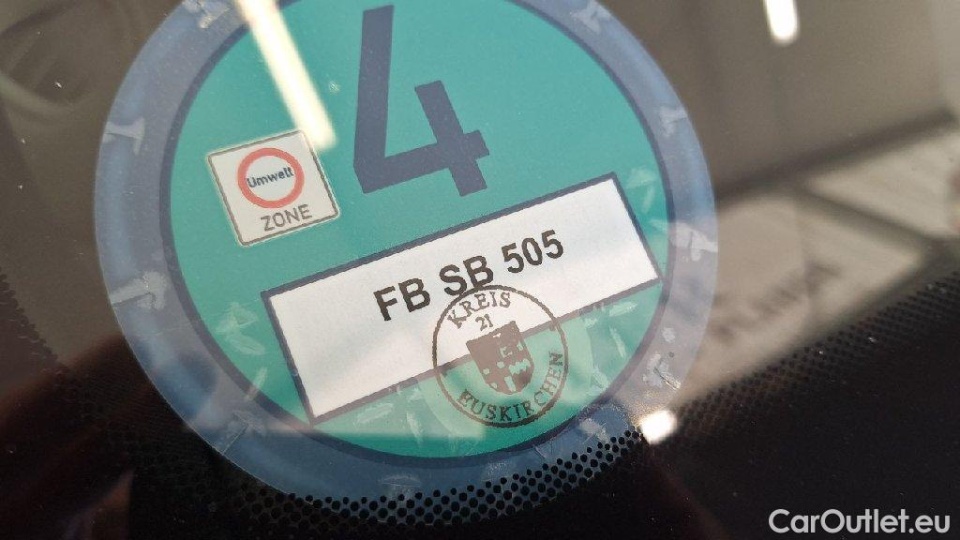 4
Umwelt
ZONE
FB SB 505
KREIS
21
EUSKIRCHEN
CarOutlet.eu